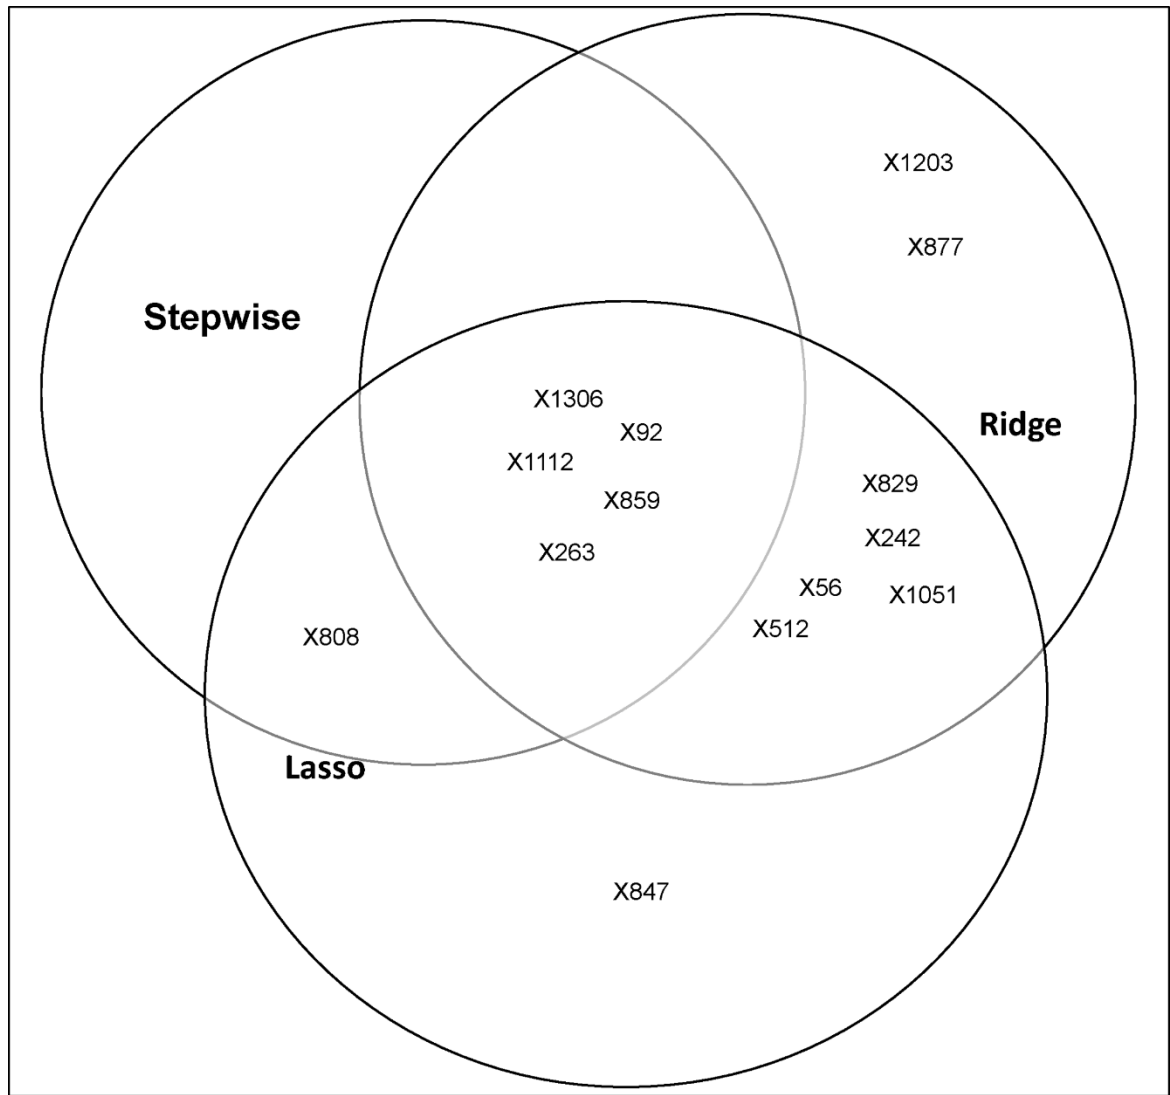 X1203
X877
Stepwise
X1306
Ridge
X92
X1112
X829
X859
X242
X263
X56
X1051
X512
X808
Lasso
X847